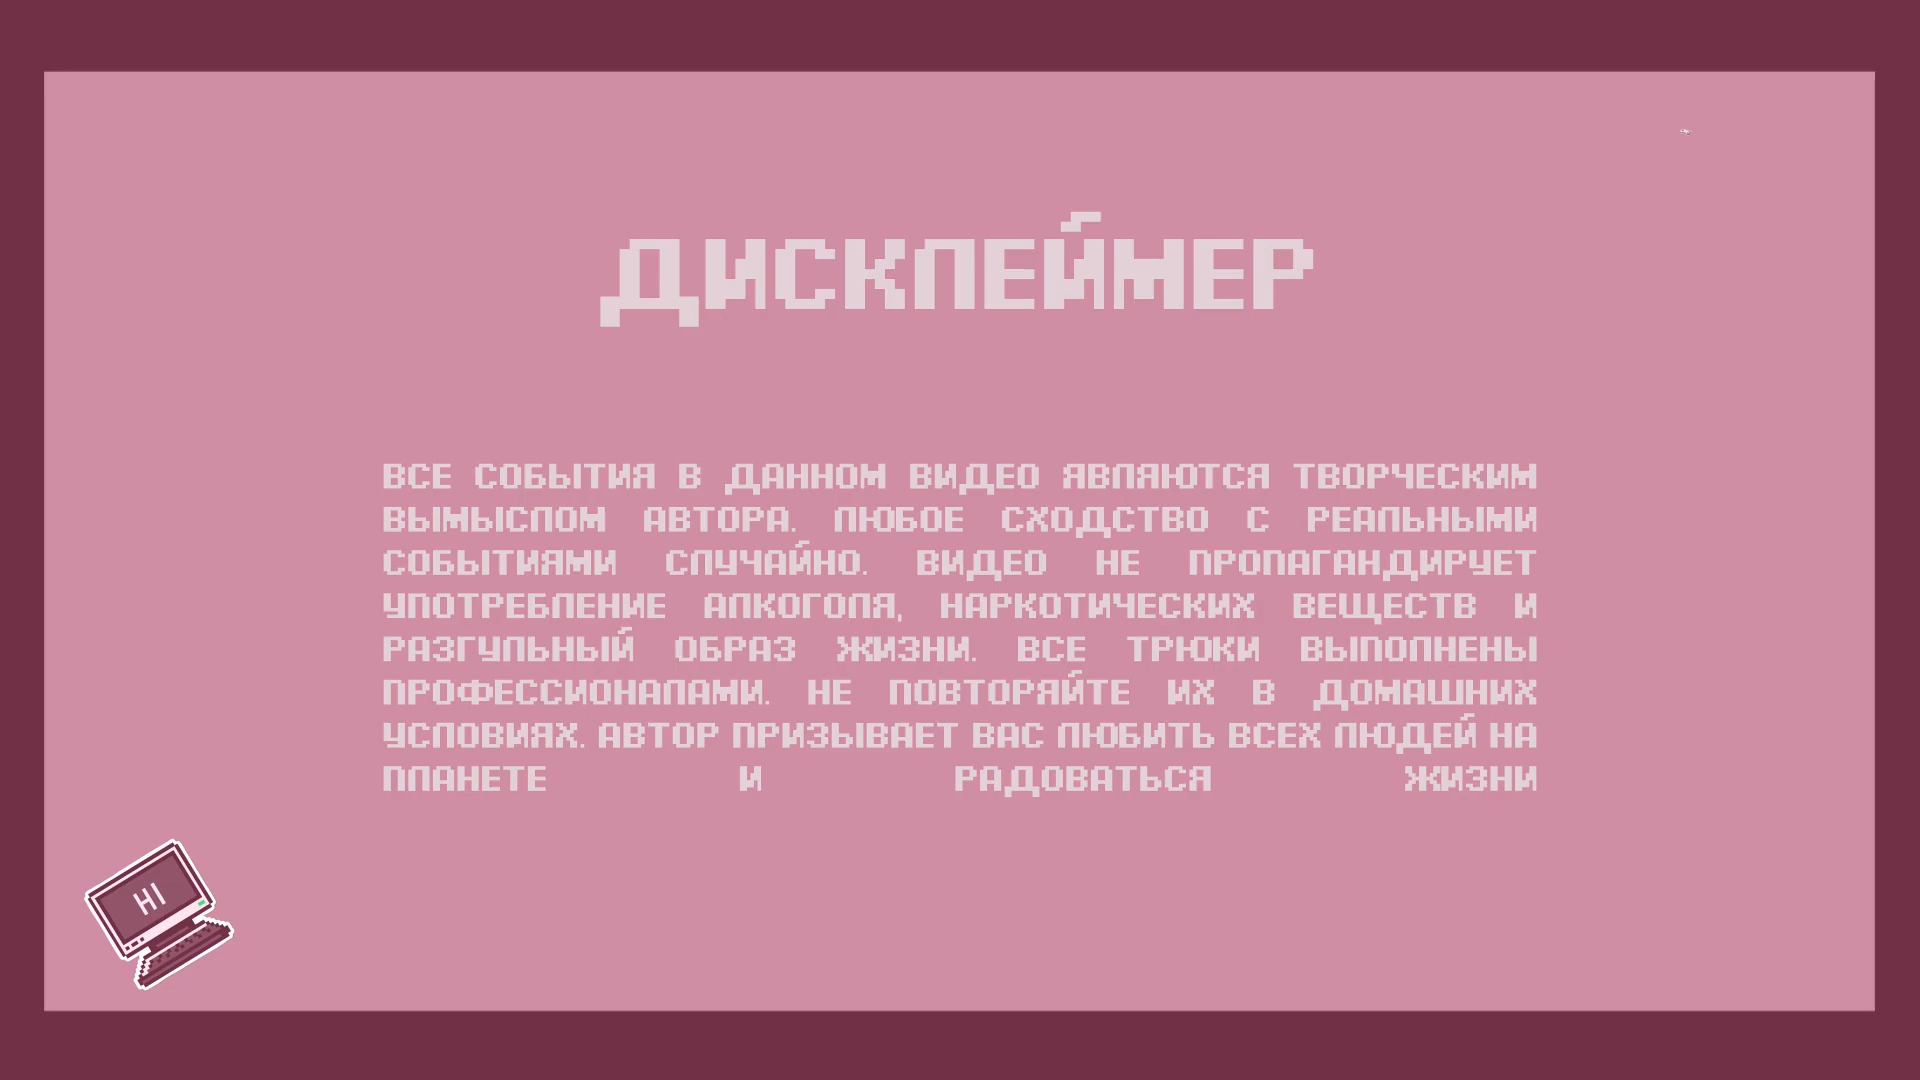 ДИСКЛЕЙМЕР
ВСЕ СОБЫТИЯ В ДАННОМ ВИДЕО ЯВЛЯЮТСЯ ТВОРЧЕСКИМ
ВЫМЫСЛОМ АВТОРА. ЛЮБОЕ СХОДСТВО С РЕАЛЬНЫМИ
СОБЫТИЯМИ СЛУЧАЙНО. ВИДЕО НЕ ПРОПАГАНДИРУЕТ
УПОТРЕБЛЕНИЕ АЛКОГОЛЯ, НАРКОТИЧЕСКИХ ВЕЩЕСТВ И
РАЗГУЛЬНЫЙ ОБРАЗ ЖИЗНИ. ВСЕ ТРЮКИ ВЫПОЛНЕНЫ
ПРОФЕССИОНАЛАМИ. НЕ ПОВТОРЯЙТЕ ИХ В ДОМАШНИХ
УСЛОВИЯХ. АВТОР ПРИЗЫВАЕТ ВАС ЛЮБИТЬ ВСЕХ ЛЮДЕЙ НА
ПЛАНЕТЕ И РАДОВАТЬСЯ ЖИЗНИ
HI